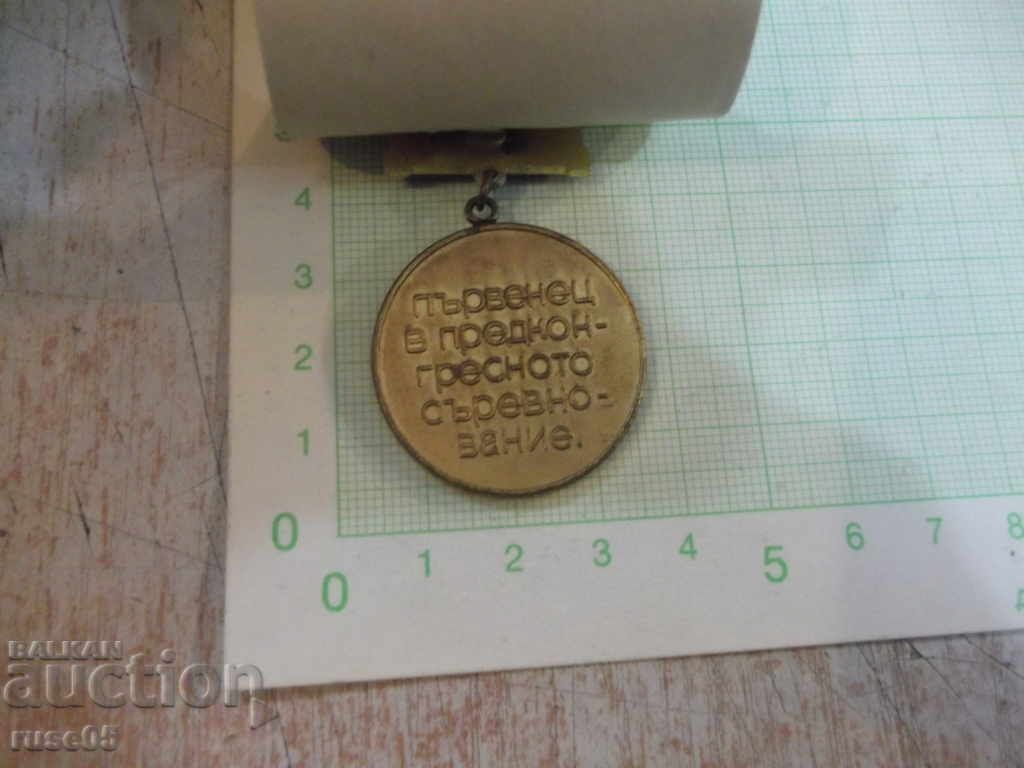 първенец
в предкон-
гресното
съревно-
вание.
4
3
2
1
0
0 1 2 3 4 5 6 7 8
BALKAN
auction
ruse05